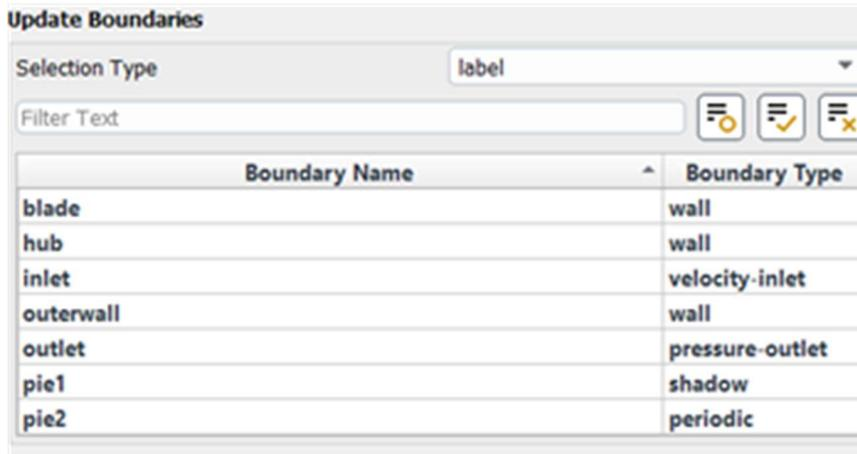 Update Boundaries
Selection Type label
Filter Text
Boundary Name Boundary Type
blade wall
hub wall
inlet velocity-inlet
outerwall wall
outlet pressure-outlet
pie1 shadow
pie2 periodic